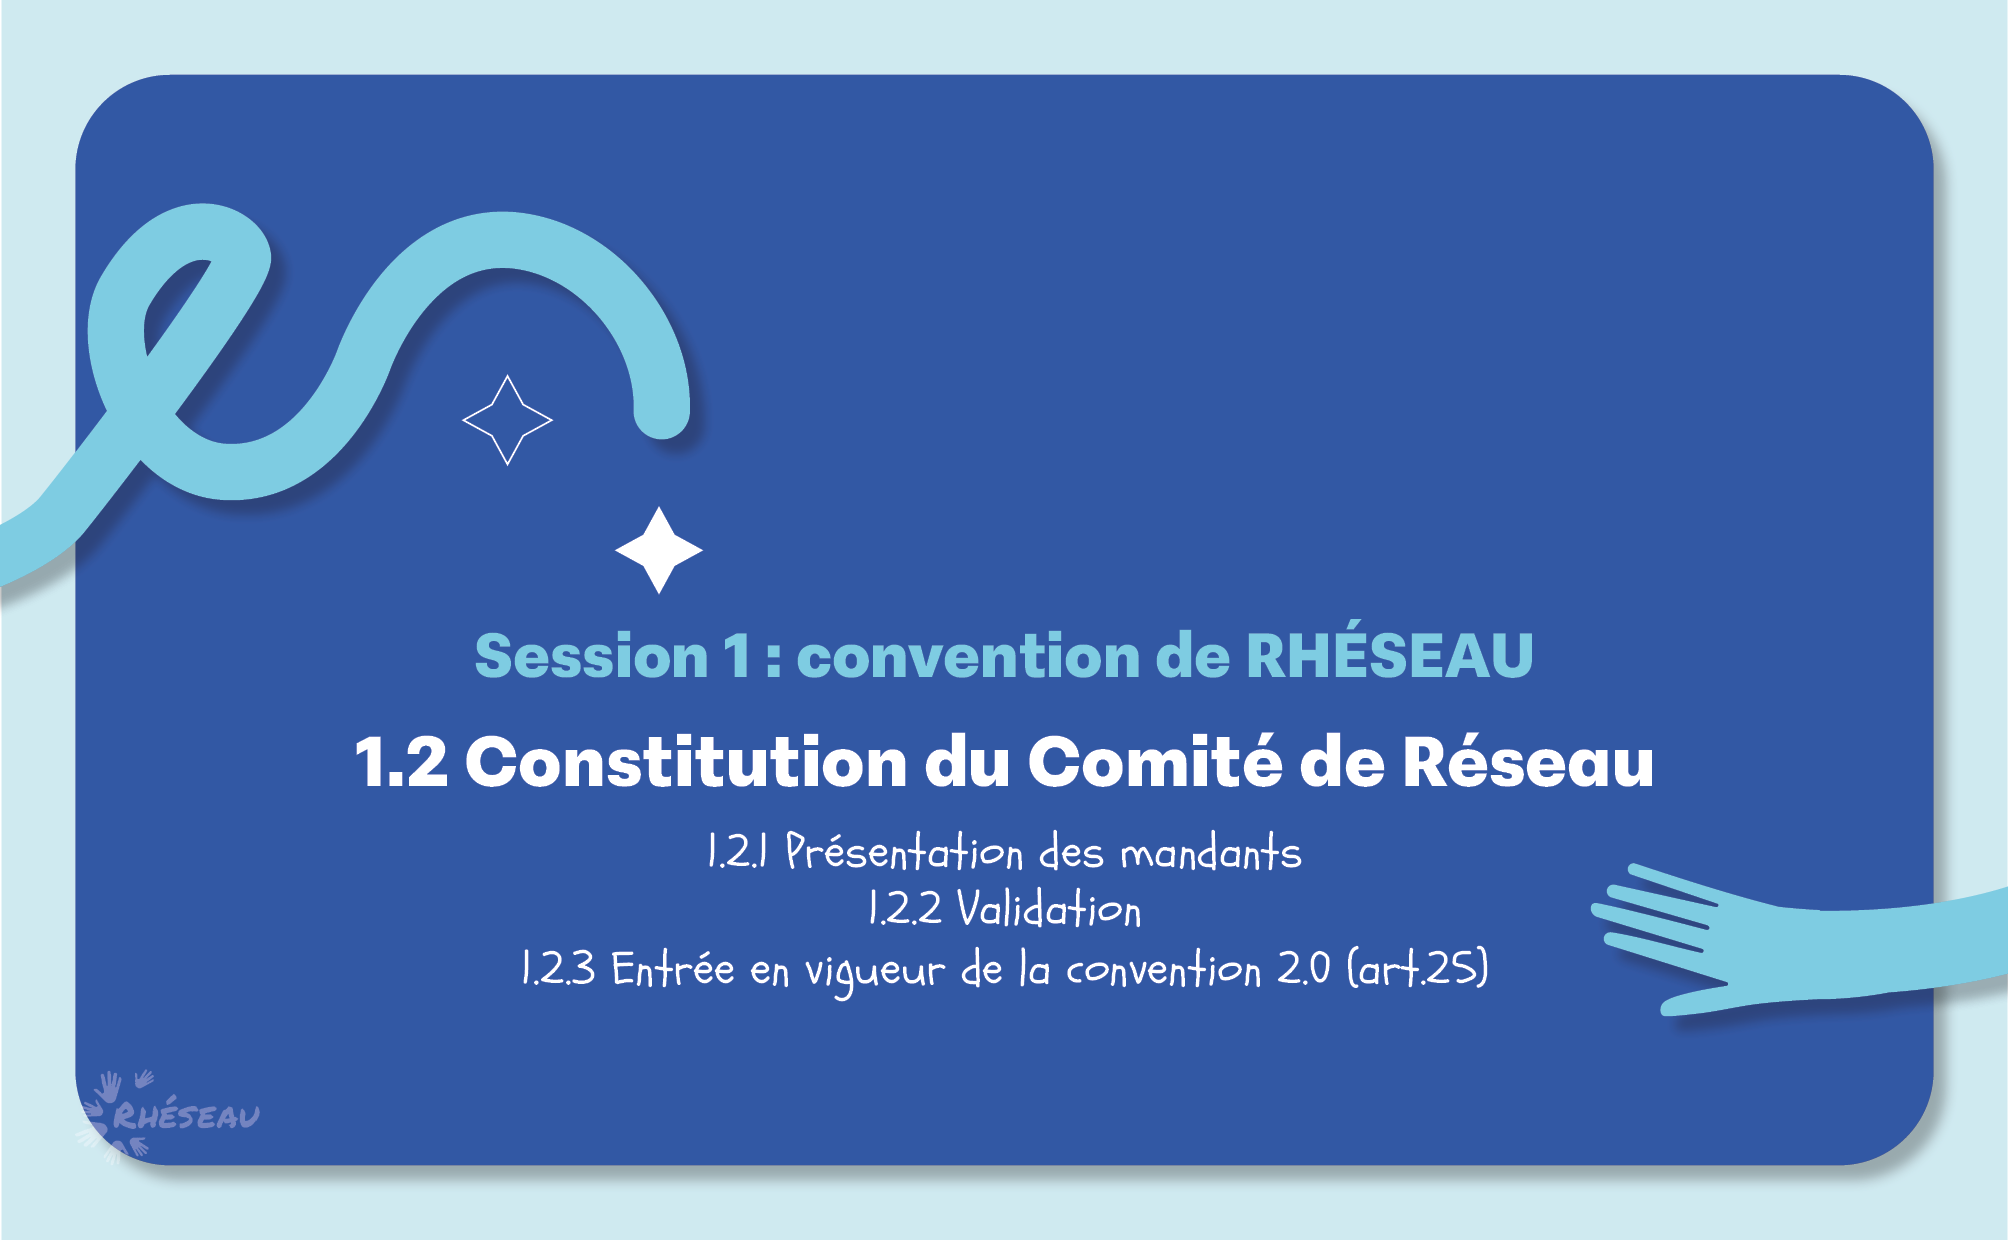 Session 1 : convention de RHÉSEAU
1.2 Constitution du Comité de Réseau
1.2.1 Présentation des mandants
1.2.2 Validation
1.2.3 Entrée en vigueur de la convention 2.0 (art.25)
RHÉSEAU